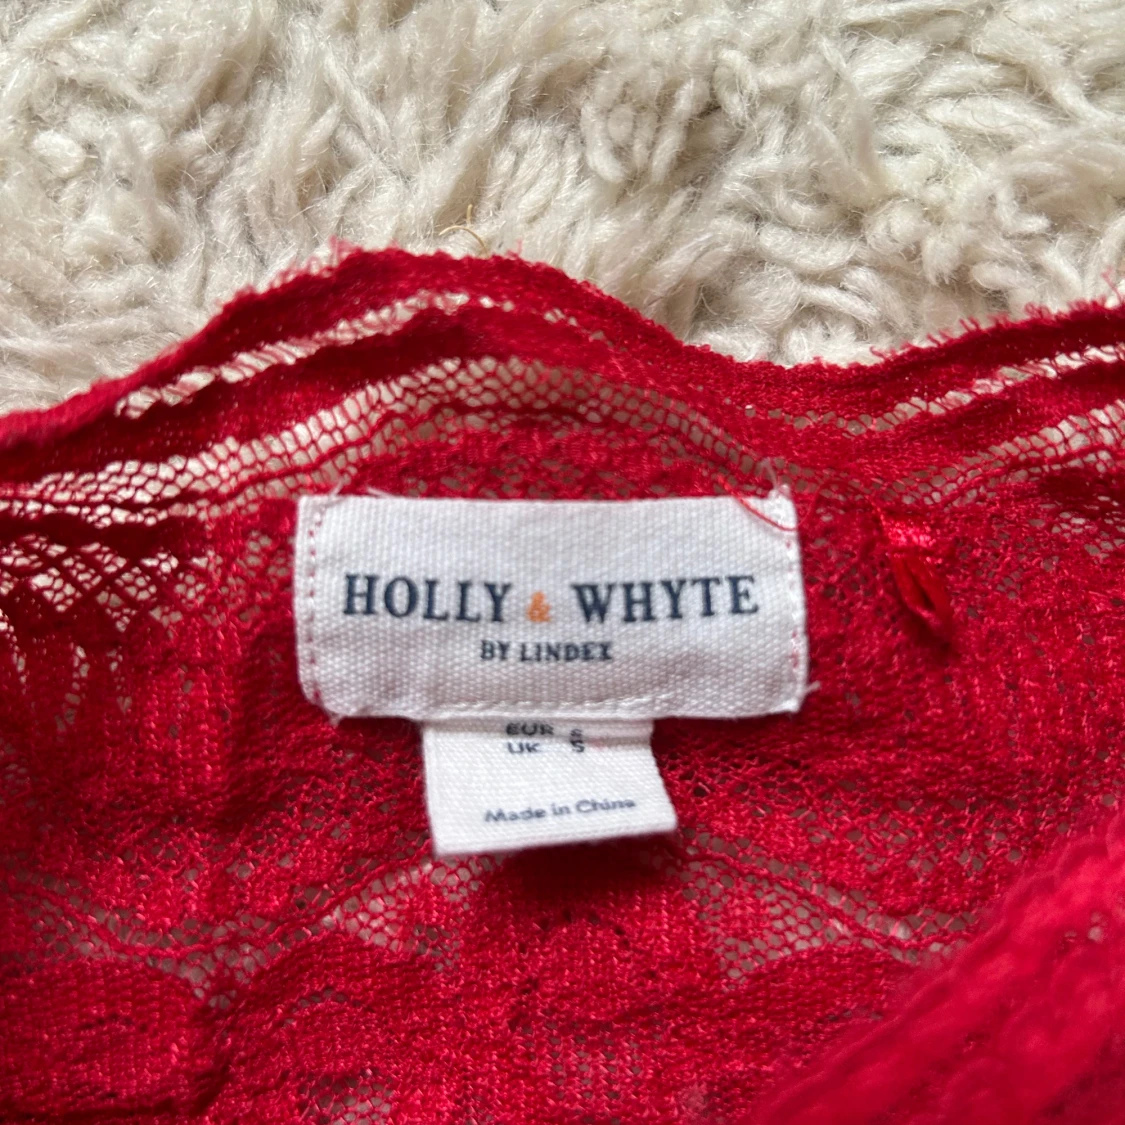 HOLLY & WHYTE
BY LINDEX
EUR S
UK S
Made in China